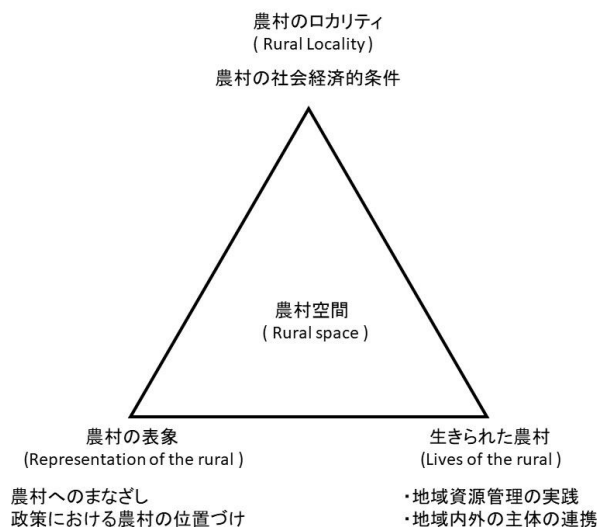 農村のロカリティ
( Rural Locality )
農村の社会経済的条件
農村空間
( Rural space )
農村の表象
(Representation of the rural )
農村へのまなざし
政策における農村の位置づけ
生きられた農村
(Lives of the rural )
・地域資源管理の実践
・地域内外の主体の連携